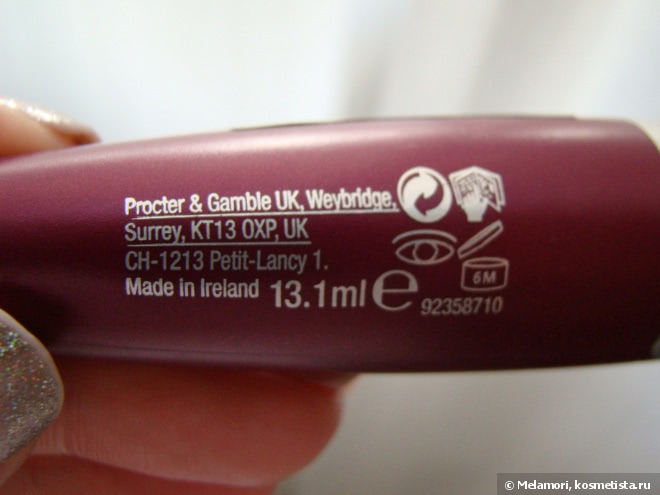 Procter & Gamble UK, Weybridge,
Surrey, KT13 0XP, UK
CH-1213 Petit-Lancy 1.
Made in Ireland 13.1ml e
6M
92358710
© Melamori, kosmetista.ru